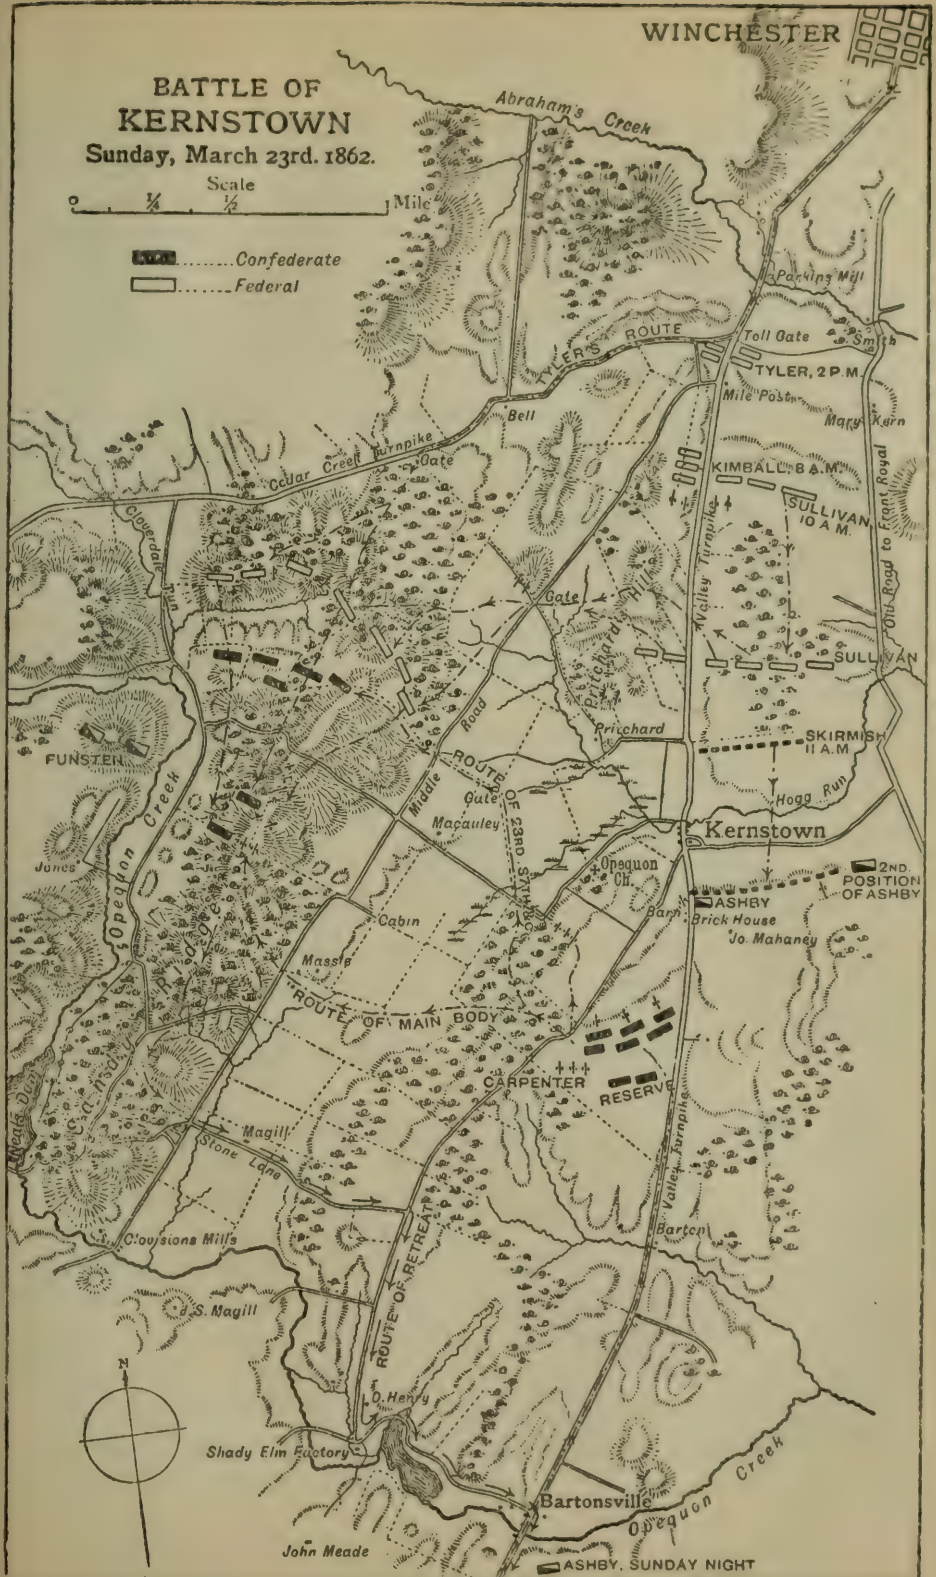 WINCHESTER
BATTLE OF
KERNSTOWN
Sunday, March 23rd. 1862.
Scale
0 ¼ ½ 1 Mile
Confederate
Federal
Abraham's Creek
Parkins Mill
TYLER'S ROUTE
Toll Gate
Smith
TYLER, 2 P.M.
Mile Post
Bell
Mary Kern
Cedar Creek Turnpike
Gate
KIMBALL, 8 A.M.
SULLIVAN,
10 A.M.
Old Road to Front Royal
Cloverdale
Run
Valley Turnpike
Gate
Pritchard's Hill
SULLIVAN
Road
Pritchard
SKIRMISH
11 A.M.
FUNSTEN
ROUTE OF 23RD. S. &TH. B.C.
Hogg Run
Middle
Gate
Macauley
Kernstown
Opequon Creek
Jones
Opequon
Ch.
2ND.
POSITION
OF ASHBY
ASHBY
Barn
Brick House
Cabin
Jo. Mahaney
Ridge
Massie
ROUTE OF MAIN BODY
CARPENTER
RESERVE
Neats Dam
Magill
Stone Lane
Valley Turnpike
Barton
Clovisions Mills
ROUTE OF RETREAT
J.S. Magill
N
O. Henry
Shady Elm Factory
Bartonsville
Opequon Creek
John Meade
ASHBY, SUNDAY NIGHT